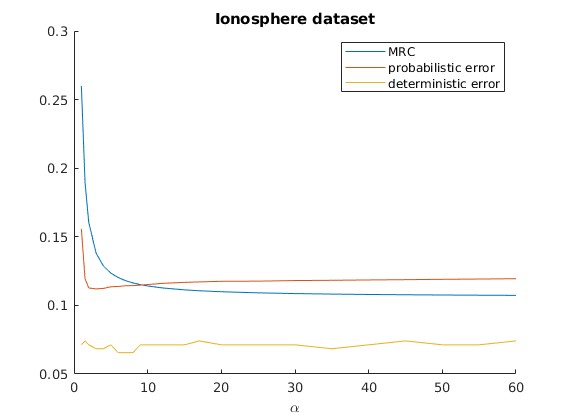 Ionosphere dataset
0.3
0.25
0.2
0.15
0.1
0.05
MRC
probabilistic error
deterministic error
0 10 20 30 40 50 60
α